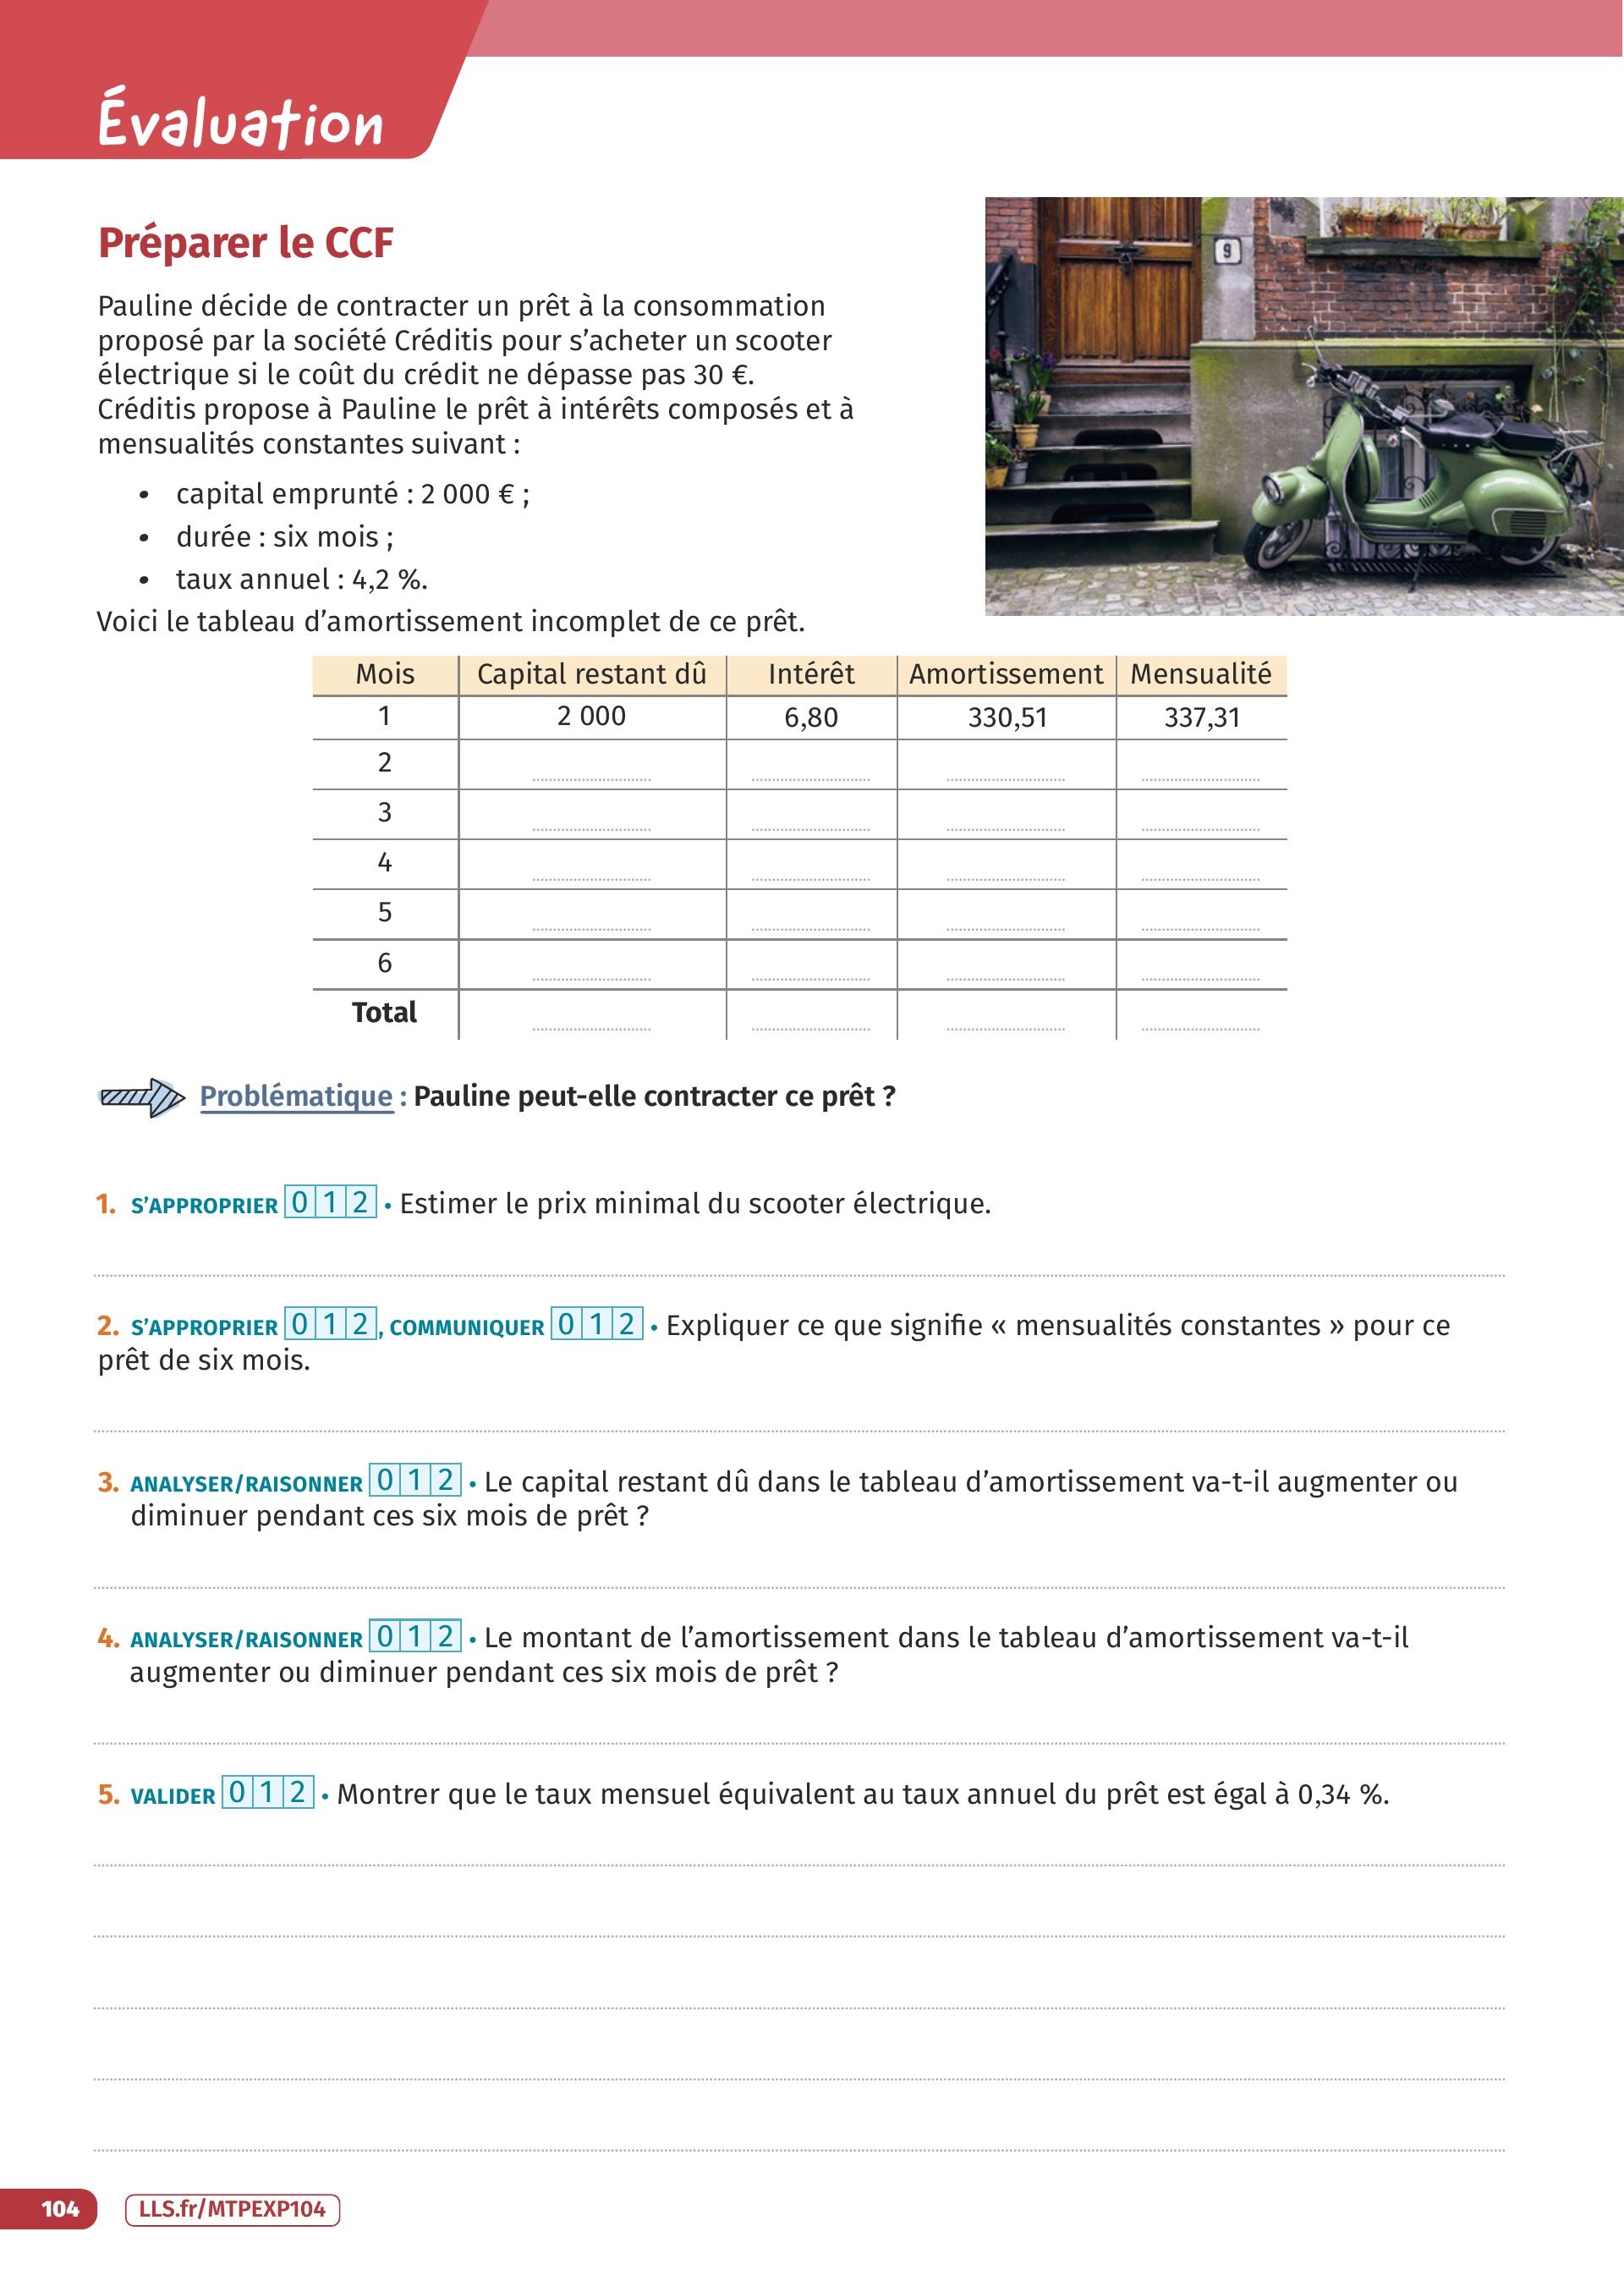 Évaluation
Préparer le CCF
9
Pauline décide de contracter un prêt à la consommation
proposé par la société Créditis pour s’acheter un scooter
électrique si le coût du crédit ne dépasse pas 30 €.
Créditis propose à Pauline le prêt à intérêts composés et à
mensualités constantes suivant :
• capital emprunté : 2 000 € ;
• durée : six mois ;
• taux annuel : 4,2 %.
Voici le tableau d’amortissement incomplet de ce prêt.
Mois Capital restant dû Intérêt Amortissement Mensualité
1 2 000 6,80 330,51 337,31
2
3
4
5
6
Total
Problématique : Pauline peut-elle contracter ce prêt ?
1. S’APPROPRIER 0 1 2 • Estimer le prix minimal du scooter électrique.
2. S’APPROPRIER 0 1 2 , COMMUNIQUER 0 1 2 • Expliquer ce que signifie « mensualités constantes » pour ce
prêt de six mois.
3. ANALYSER/RAISONNER 0 1 2 • Le capital restant dû dans le tableau d’amortissement va-t-il augmenter ou
diminuer pendant ces six mois de prêt ?
4. ANALYSER/RAISONNER 0 1 2 • Le montant de l’amortissement dans le tableau d’amortissement va-t-il
augmenter ou diminuer pendant ces six mois de prêt ?
5. VALIDER 0 1 2 • Montrer que le taux mensuel équivalent au taux annuel du prêt est égal à 0,34 %.
104 LLS.fr/MTPEXP104